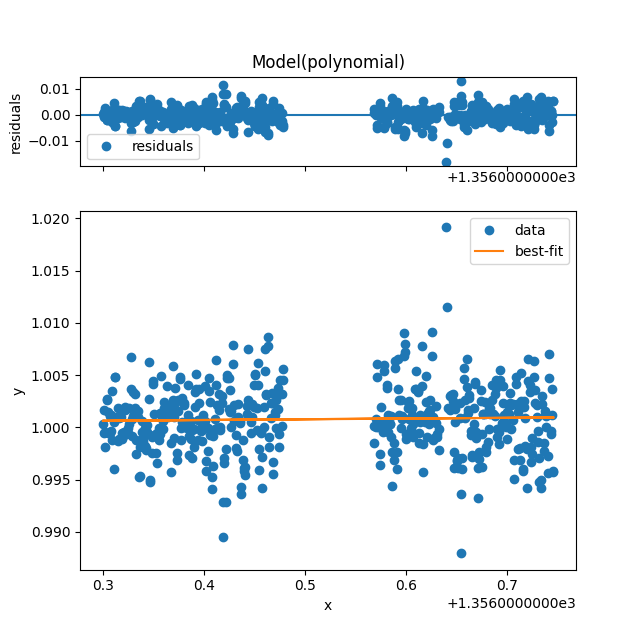 Model(polynomial)
residuals
0.01
0.00
−0.01
residuals
+1.3560000000e3
y
1.020
1.015
1.010
1.005
1.000
0.995
0.990
data
best-fit
0.3 0.4 0.5 0.6 0.7
x
+1.3560000000e3